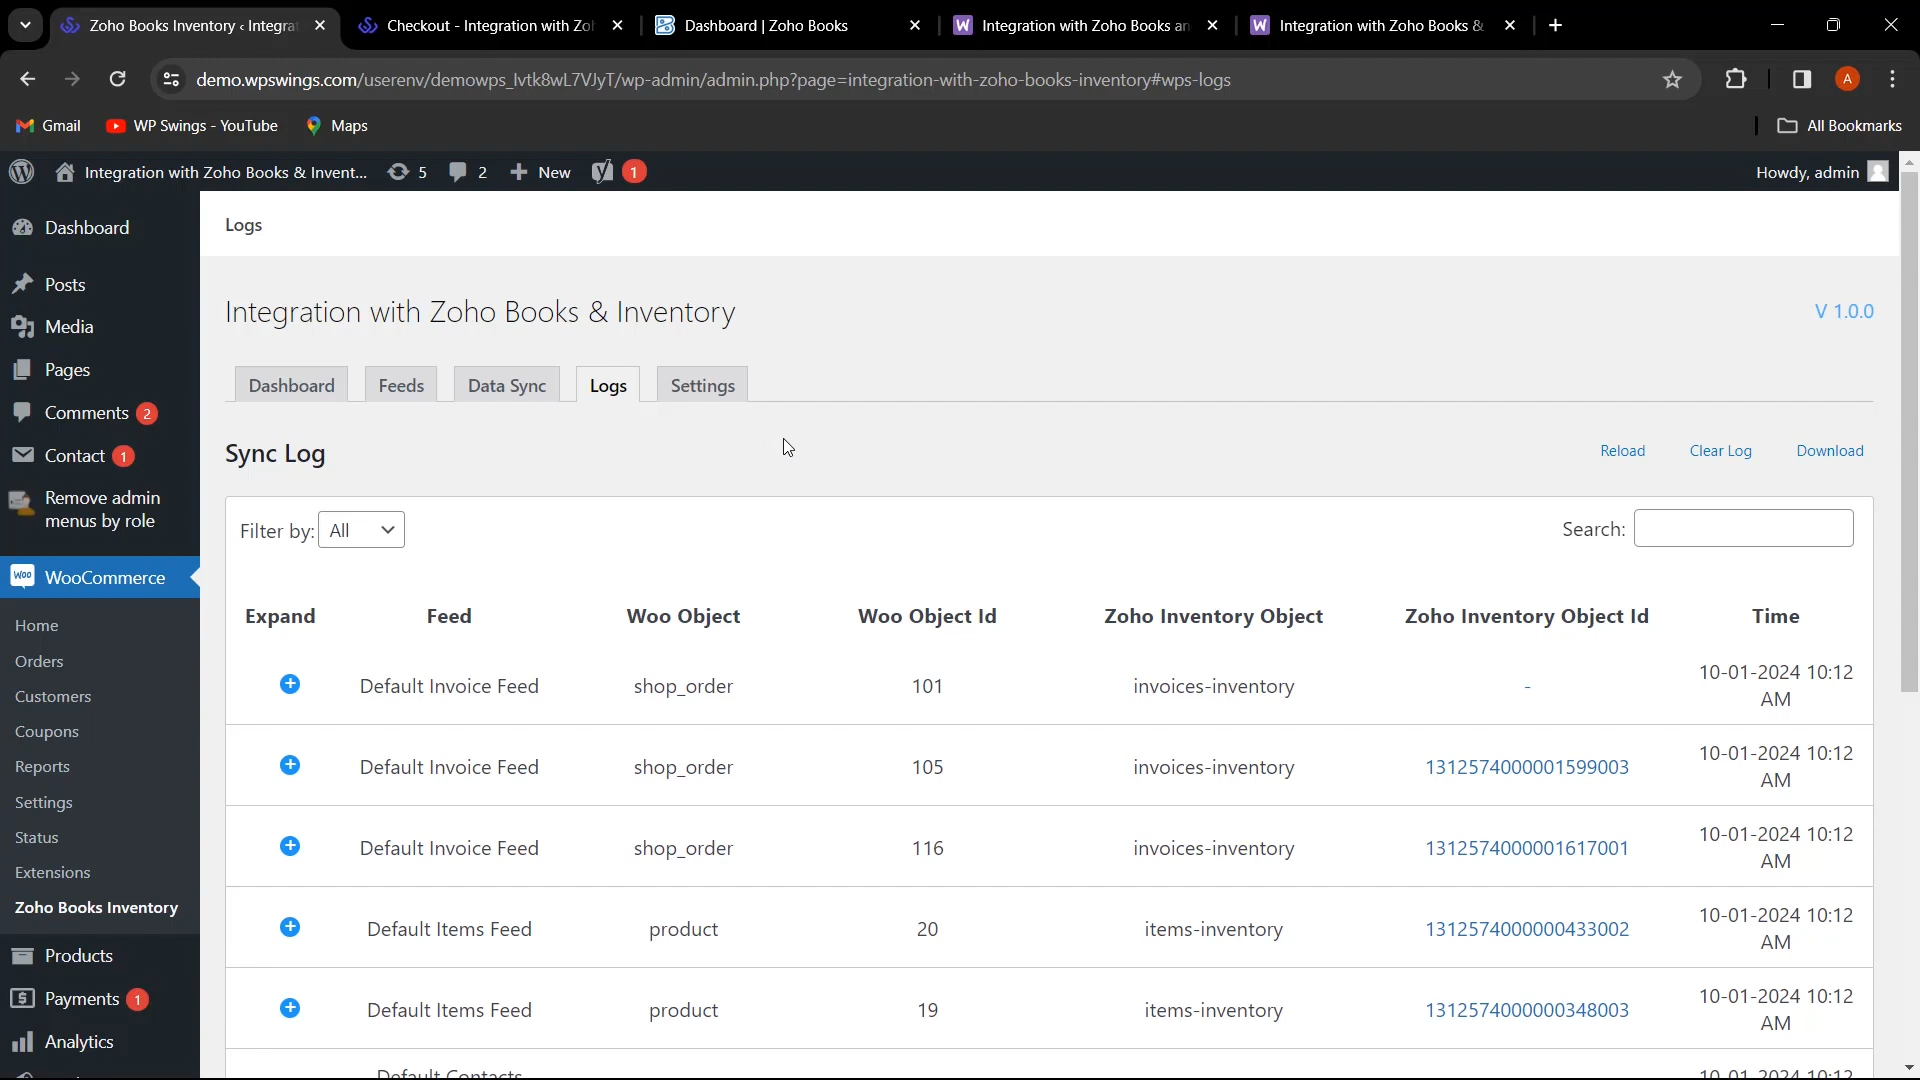 Zoho Books Inventory ‹ Integra
Checkout - Integration with Zoh
Dashboard | Zoho Books
Integration with Zoho Books an
Integration with Zoho Books &
demo.wpswings.com/userenv/demowps_lvtk8wL7VJyT/wp-admin/admin.php?page=integration-with-zoho-books-inventory#wps-logs
A
Gmail
WP Swings - YouTube
Maps
All Bookmarks
Integration with Zoho Books & Invent... 5 2 New 1
Howdy, admin
Dashboard
Posts
Media
Pages
Comments 2
Contact 1
Remove admin
menus by role
WooCommerce
Home
Orders
Customers
Coupons
Reports
Settings
Status
Extensions
Zoho Books Inventory
Products
Payments 1
Analytics
Logs
Integration with Zoho Books & Inventory
V 1.0.0
Dashboard Feeds Data Sync Logs Settings
Sync Log
Reload Clear Log Download
Filter by: All
Search:
Expand Feed Woo Object Woo Object Id Zoho Inventory Object Zoho Inventory Object Id Time
Default Invoice Feed shop_order 101 invoices-inventory - 10-01-2024 10:12
AM
Default Invoice Feed shop_order 105 invoices-inventory 1312574000001599003 10-01-2024 10:12
AM
Default Invoice Feed shop_order 116 invoices-inventory 1312574000001617001 10-01-2024 10:12
AM
Default Items Feed product 20 items-inventory 1312574000000433002 10-01-2024 10:12
AM
Default Items Feed product 19 items-inventory 1312574000000348003 10-01-2024 10:12
AM
Default Contacts 10-01-2024 10:12